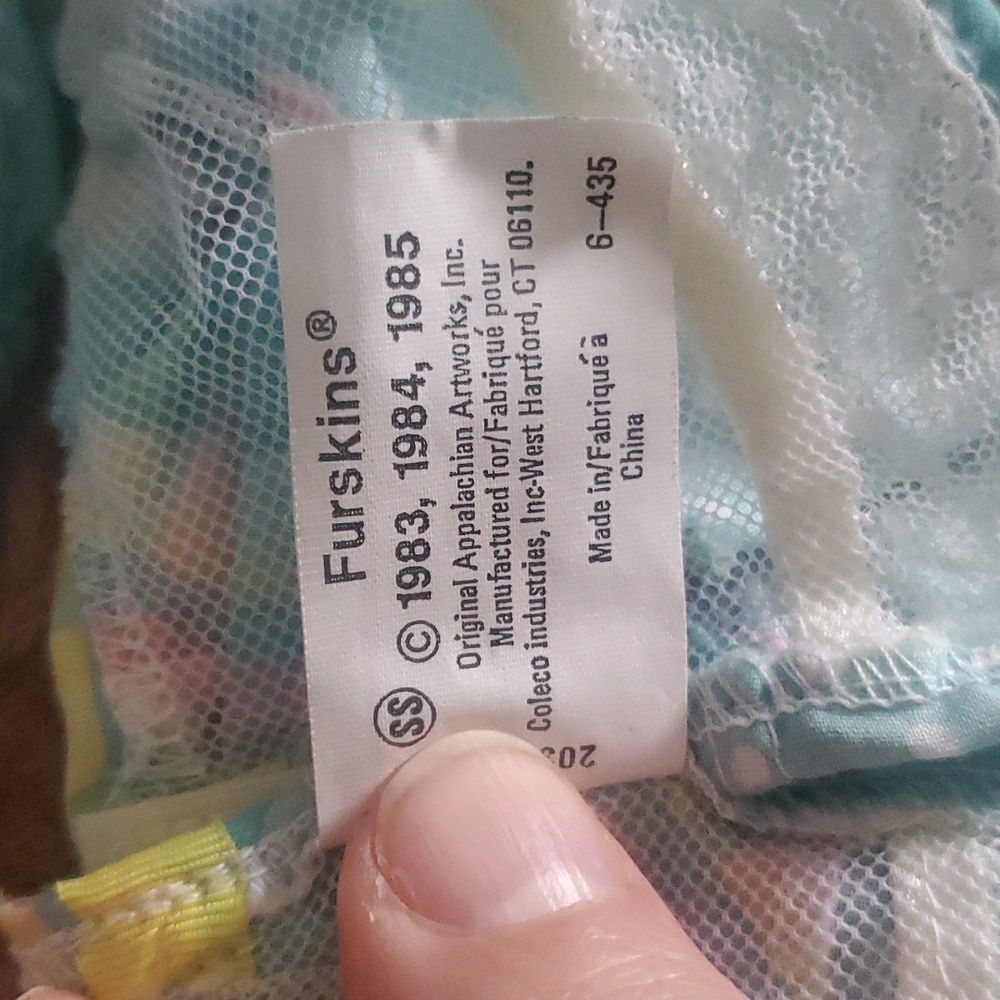 Furskins®
SS © 1983, 1984, 1985
Original Appalachian Artworks, Inc.
Manufactured for/Fabriqué pour
Coleco industries, Inc-West Hartford, CT 06110.
Made in/Fabriqué à 6–435
China